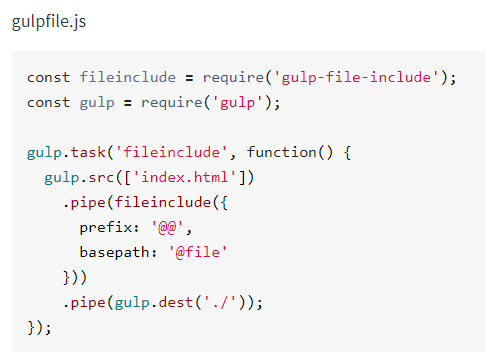 gulpfile.js
const fileinclude = require('gulp-file-include');
const gulp = require('gulp');
gulp.task('fileinclude', function() {
  gulp.src(['index.html'])
    .pipe(fileinclude({
      prefix: '@@',
      basepath: '@file'
    }))
    .pipe(gulp.dest('./'));
});